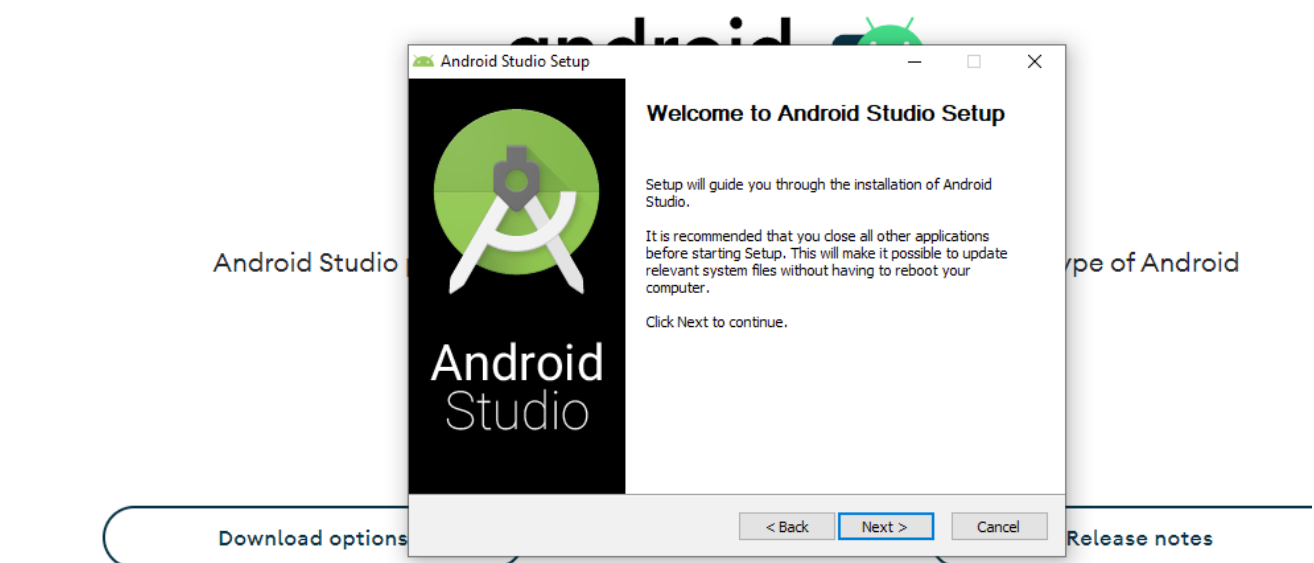 android
Android Studio Setup
Welcome to Android Studio Setup
Setup will guide you through the installation of Android
Studio.
It is recommended that you close all other applications
before starting Setup. This will make it possible to update
relevant system files without having to reboot your
computer.
Click Next to continue.
Android
Studio
Android Studio
of Android
< Back
Next >
Cancel
Download options
Release notes